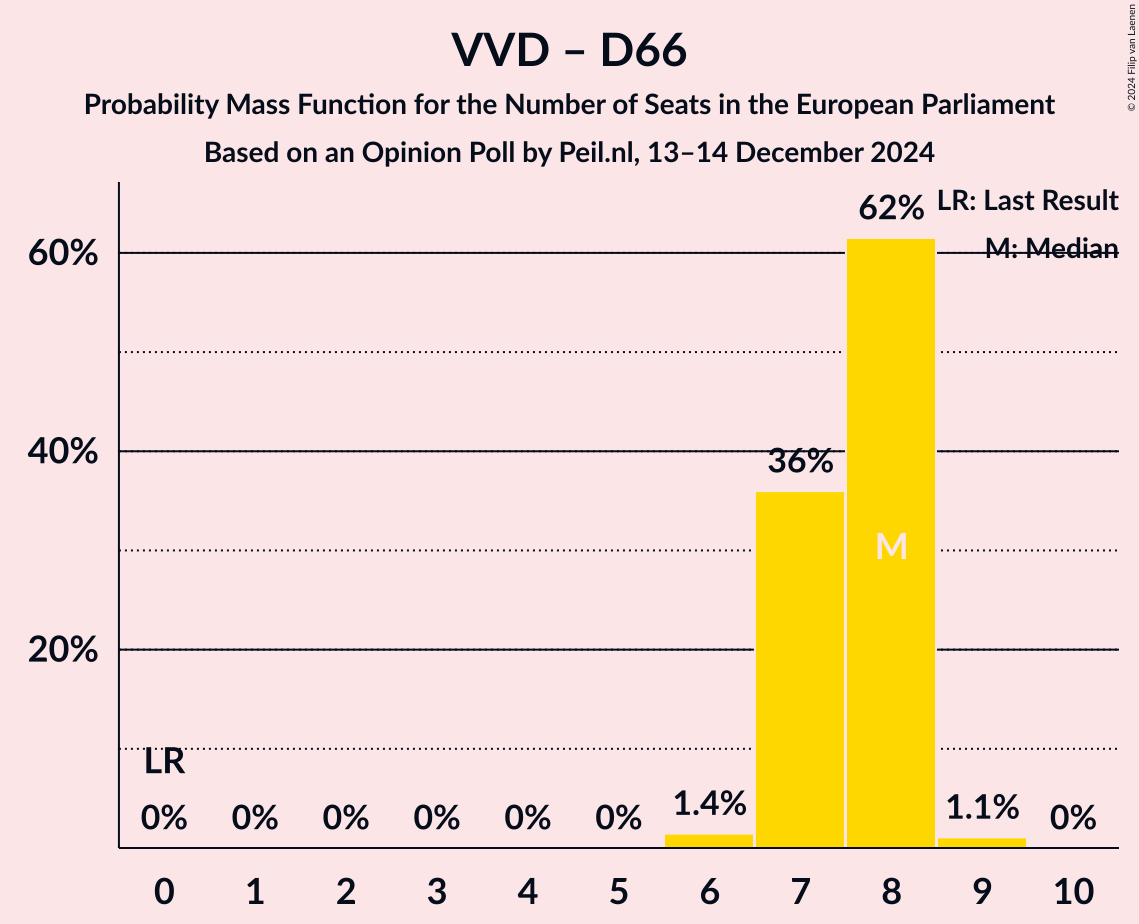 VVD – D66
Probability Mass Function for the Number of Seats in the European Parliament
Based on an Opinion Poll by Peil.nl, 13–14 December 2024
© 2024 Filip van Laenen
LR: Last Result
M: Median
60%
40%
20%
62%
36%
M
LR
0% 0% 0% 0% 0% 0% 1.4% 1.1% 0%
0 1 2 3 4 5 6 7 8 9 10